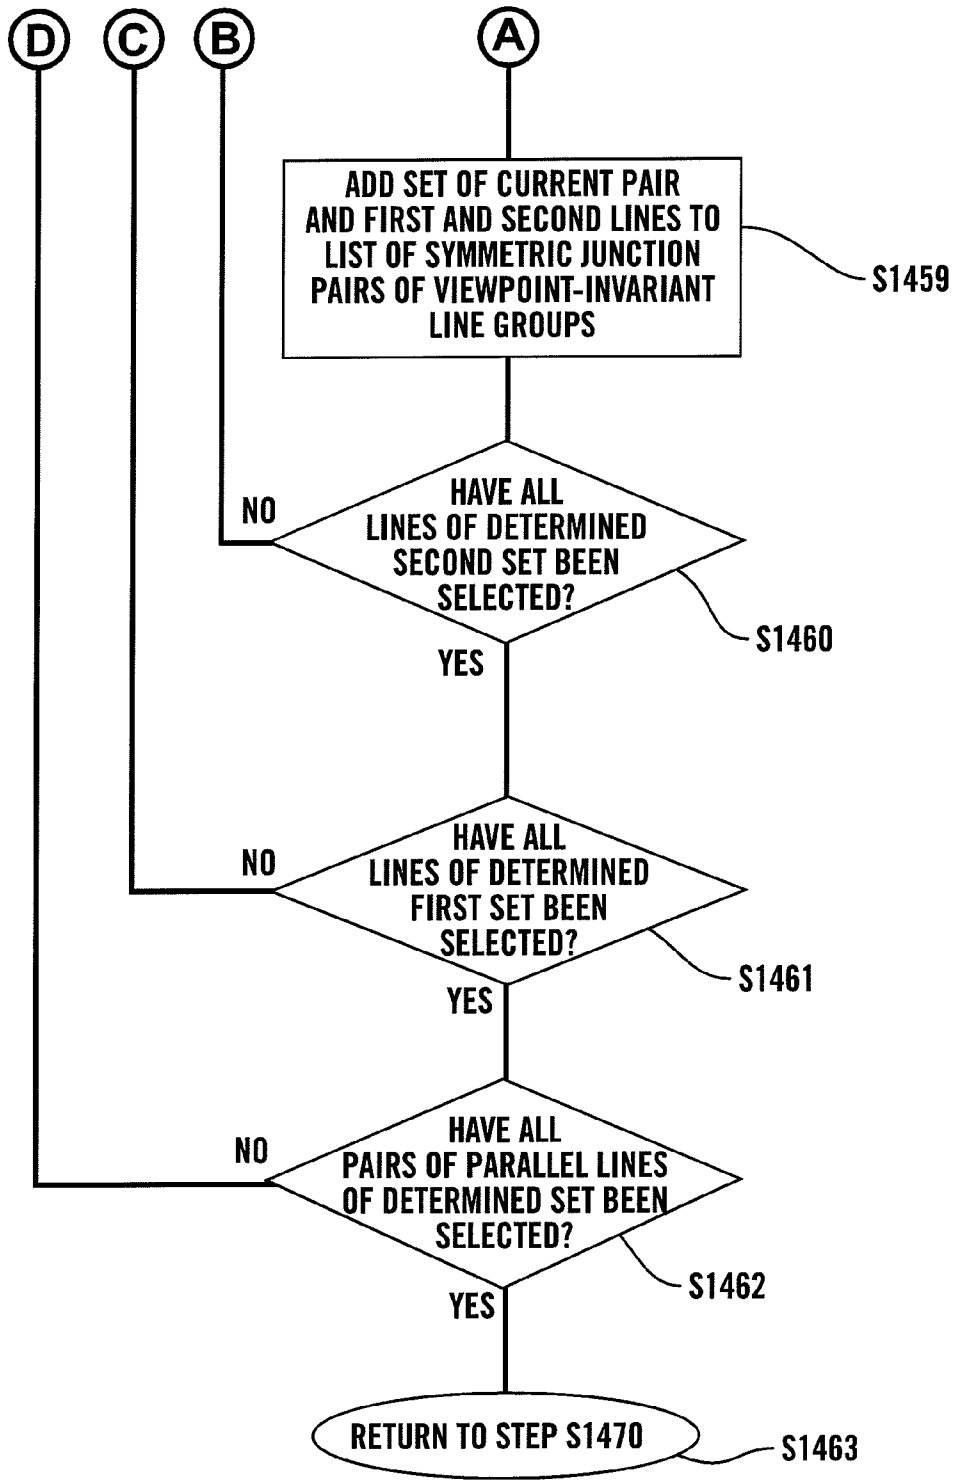 D C B A
ADD SET OF CURRENT PAIR
AND FIRST AND SECOND LINES TO
LIST OF SYMMETRIC JUNCTION
PAIRS OF VIEWPOINT-INVARIANT
LINE GROUPS
S1459
HAVE ALL
LINES OF DETERMINED
SECOND SET BEEN
SELECTED?
NO
S1460
YES
HAVE ALL
LINES OF DETERMINED
FIRST SET BEEN
SELECTED?
NO
S1461
YES
HAVE ALL
PAIRS OF PARALLEL LINES
OF DETERMINED SET BEEN
SELECTED?
NO
S1462
YES
RETURN TO STEP S1470
S1463